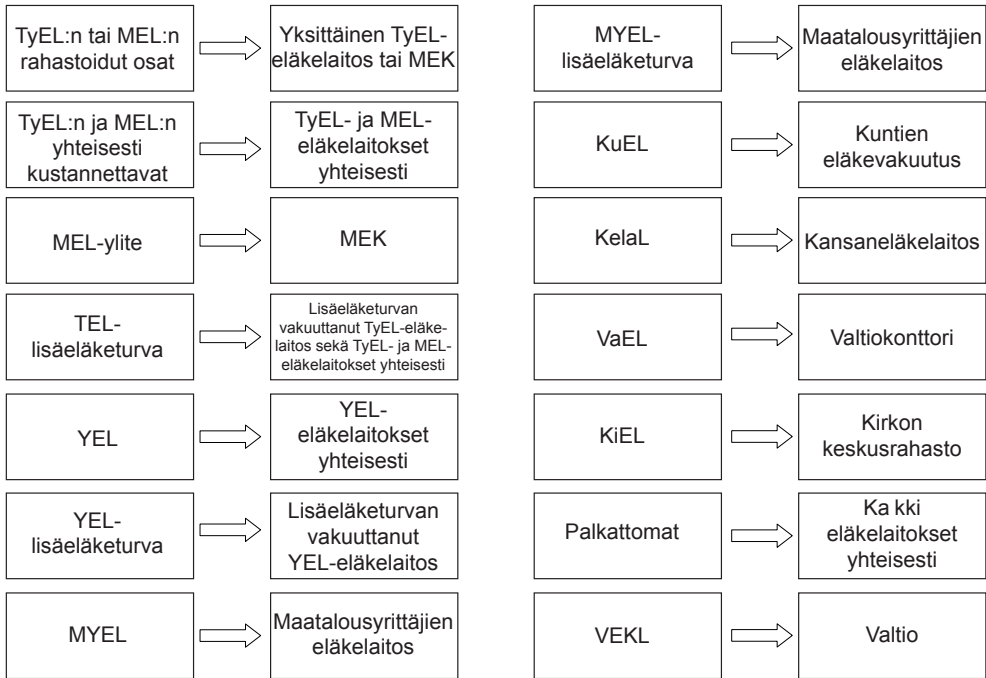 TyEL:n tai MEL:n
rahastoidut osat
Yksittäinen TyEL-
eläkelaitos tai MEK
TyEL:n ja MEL:n
yhteisesti
kustannettavat
TyEL- ja MEL-
eläkelaitokset
yhteisesti
MEL-ylite
MEK
TEL-
lisäeläketurva
Lisäeläketurvan
vakuuttanut TyEL-eläke-
laitos sekä TyEL- ja MEL-
eläkelaitokset yhteisesti
YEL
YEL-
eläkelaitokset
yhteisesti
YEL-
lisäeläketurva
Lisäeläketurvan
vakuuttanut
YEL-eläkelaitos
MYEL
Maatalousyrittäjien
eläkelaitos
MYEL-
lisäeläketurva
Maatalousyrittäjien
eläkelaitos
KuEL
Kuntien
eläkevakuutus
KelaL
Kansaneläkelaitos
VaEL
Valtiokonttori
KiEL
Kirkon
keskusrahasto
Palkattomat
Ka kki
eläkelaitokset
yhteisesti
VEKL
Valtio